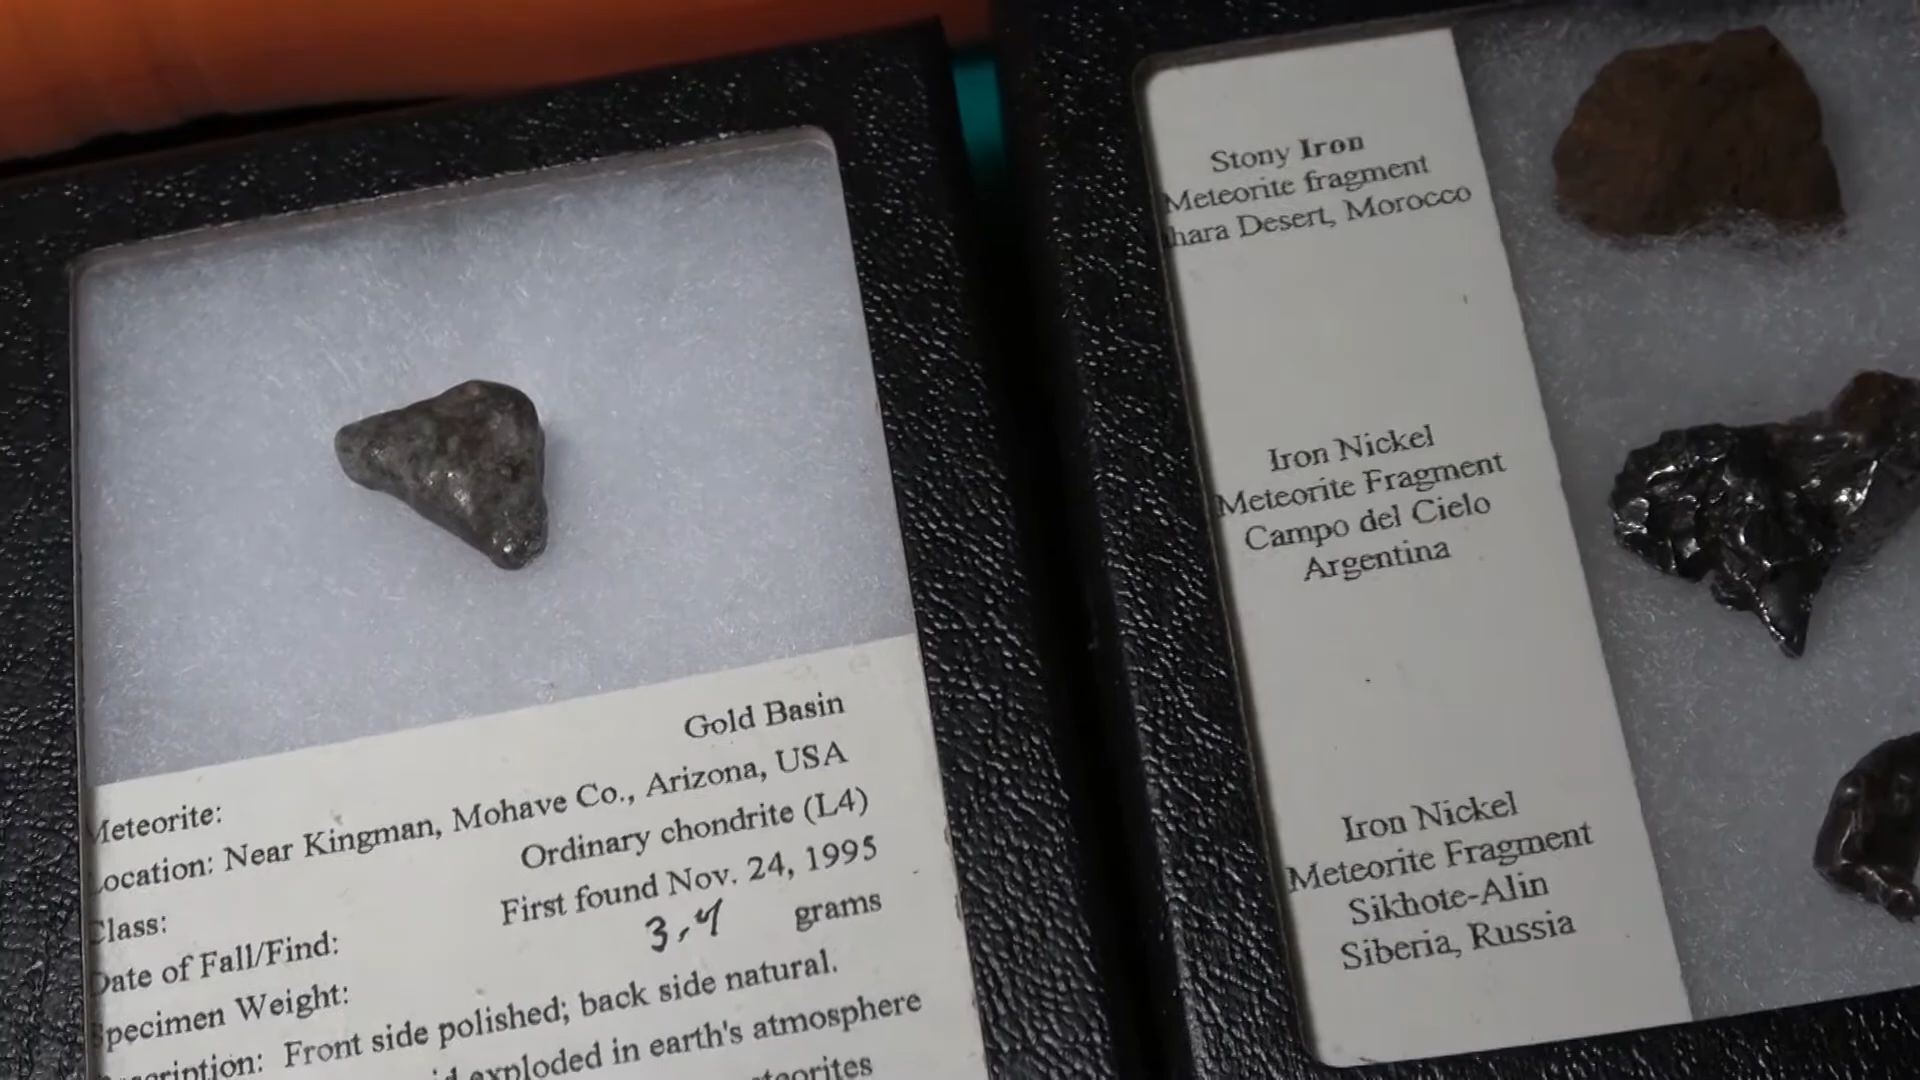 Meteorite: Gold Basin
Location: Near Kingman, Mohave Co., Arizona, USA
Class: Ordinary chondrite (L4)
Date of Fall/Find: First found Nov. 24, 1995
Specimen Weight: 3.4 grams
Front side polished; back side natural.
exploded in earth's atmosphere
Stony Iron
Meteorite fragment
Desert, Morocco
Iron Nickel
Meteorite Fragment
Campo del Cielo
Argentina
Iron Nickel
Meteorite Fragment
Sikhote-Alin
Siberia, Russia